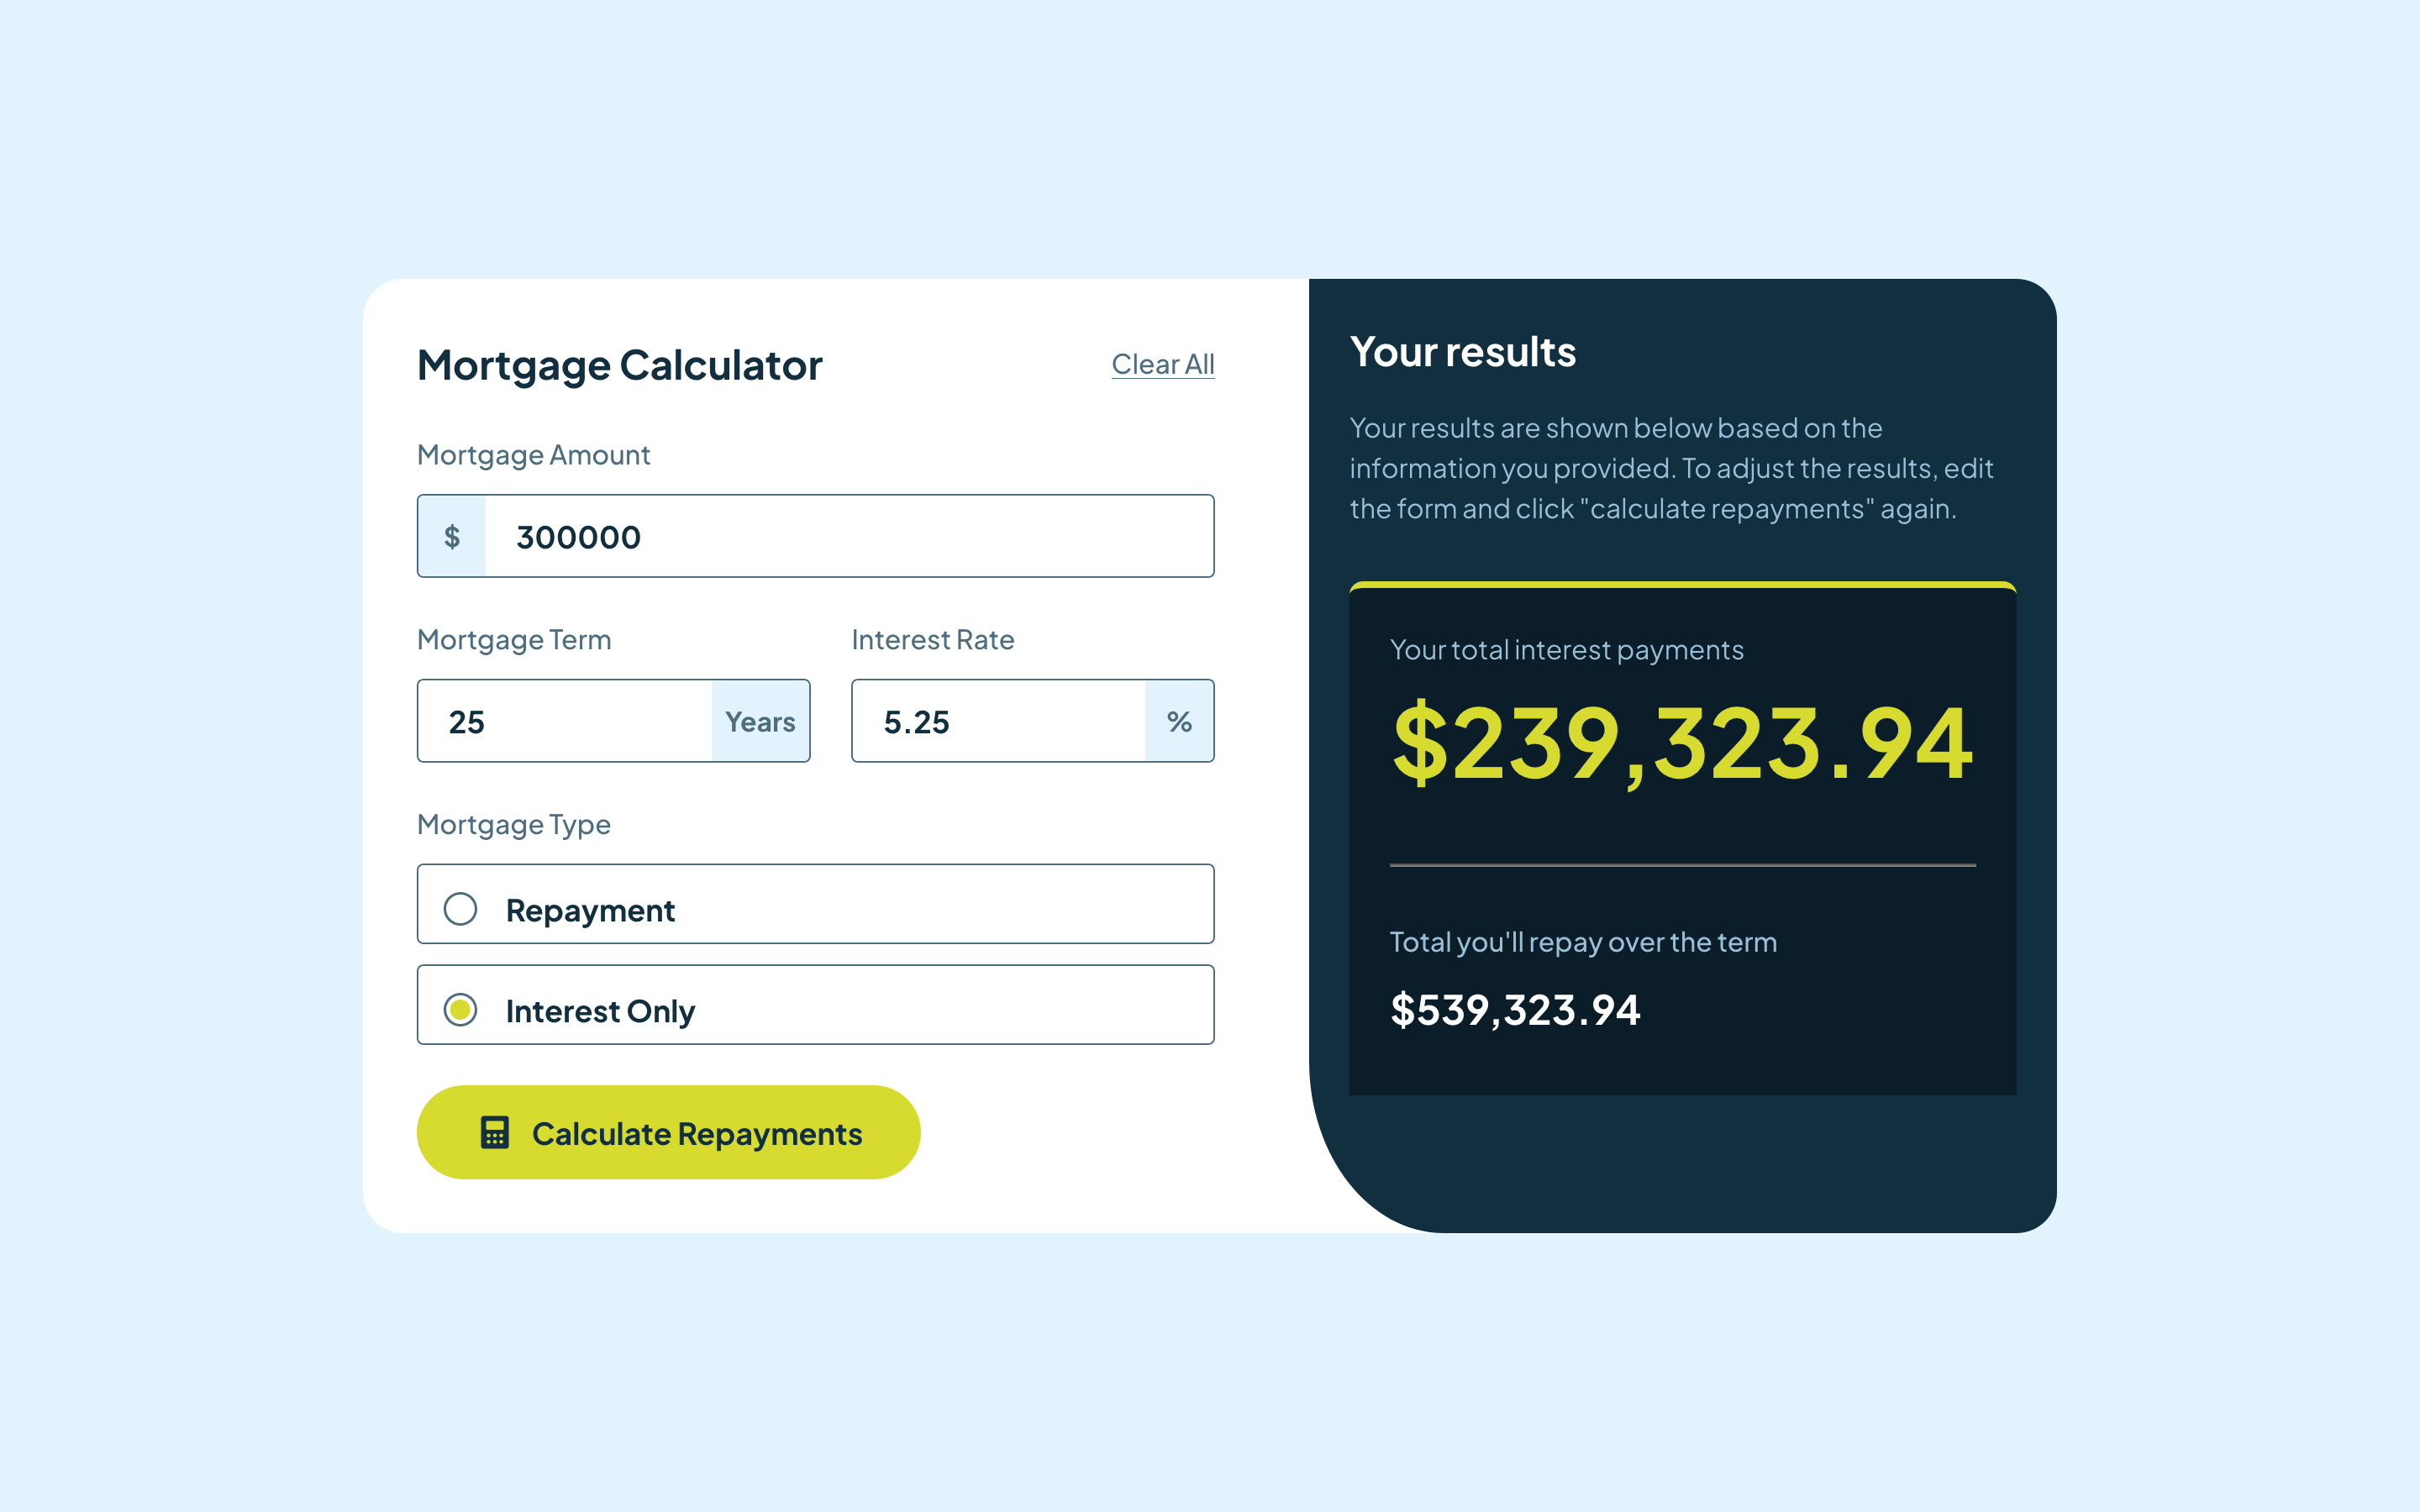 Mortgage Calculator
Clear All
Mortgage Amount
$ 300000
Mortgage Term
25 Years
Interest Rate
5.25 %
Mortgage Type
Repayment
Interest Only
Calculate Repayments
Your results
Your results are shown below based on the
information you provided. To adjust the results, edit
the form and click "calculate repayments" again.
Your total interest payments
$239,323.94
Total you'll repay over the term
$539,323.94